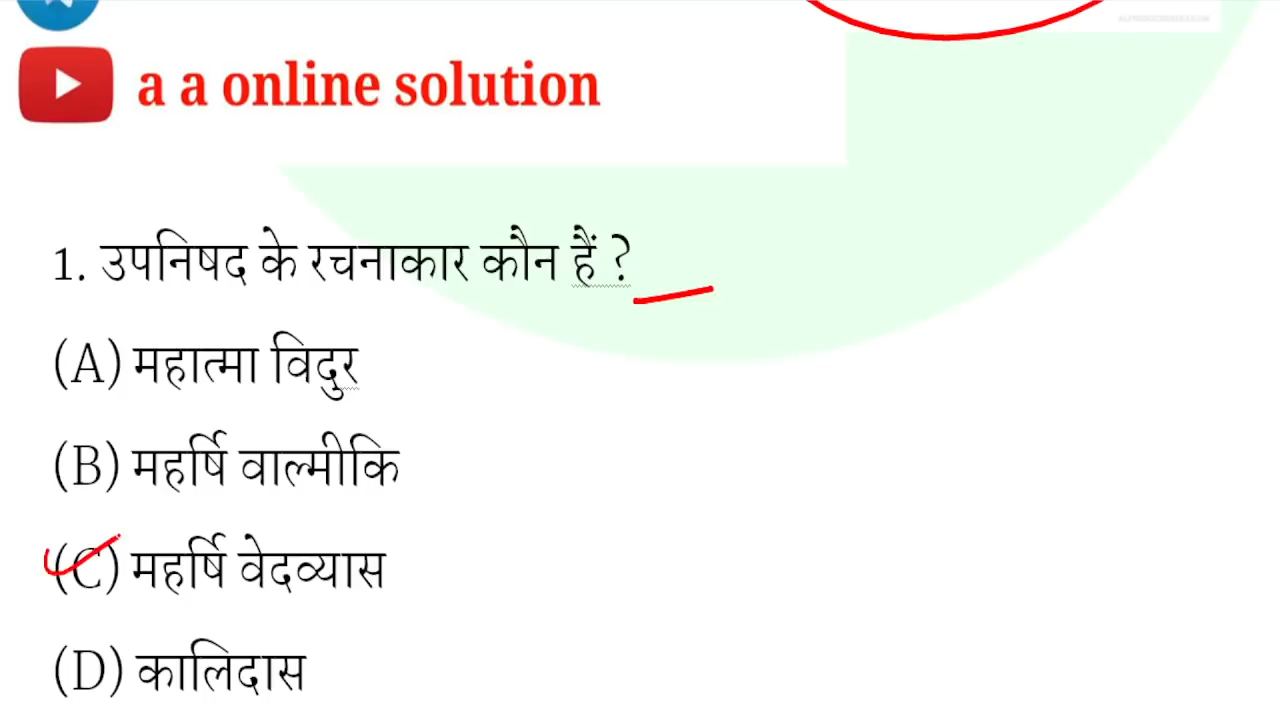 a a online solution
1. उपनिषद के रचनाकार कौन हैं ?
(A) महात्मा विदुर
(B) महर्षि वाल्मीकि
(C) महर्षि वेदव्यास
(D) कालिदास